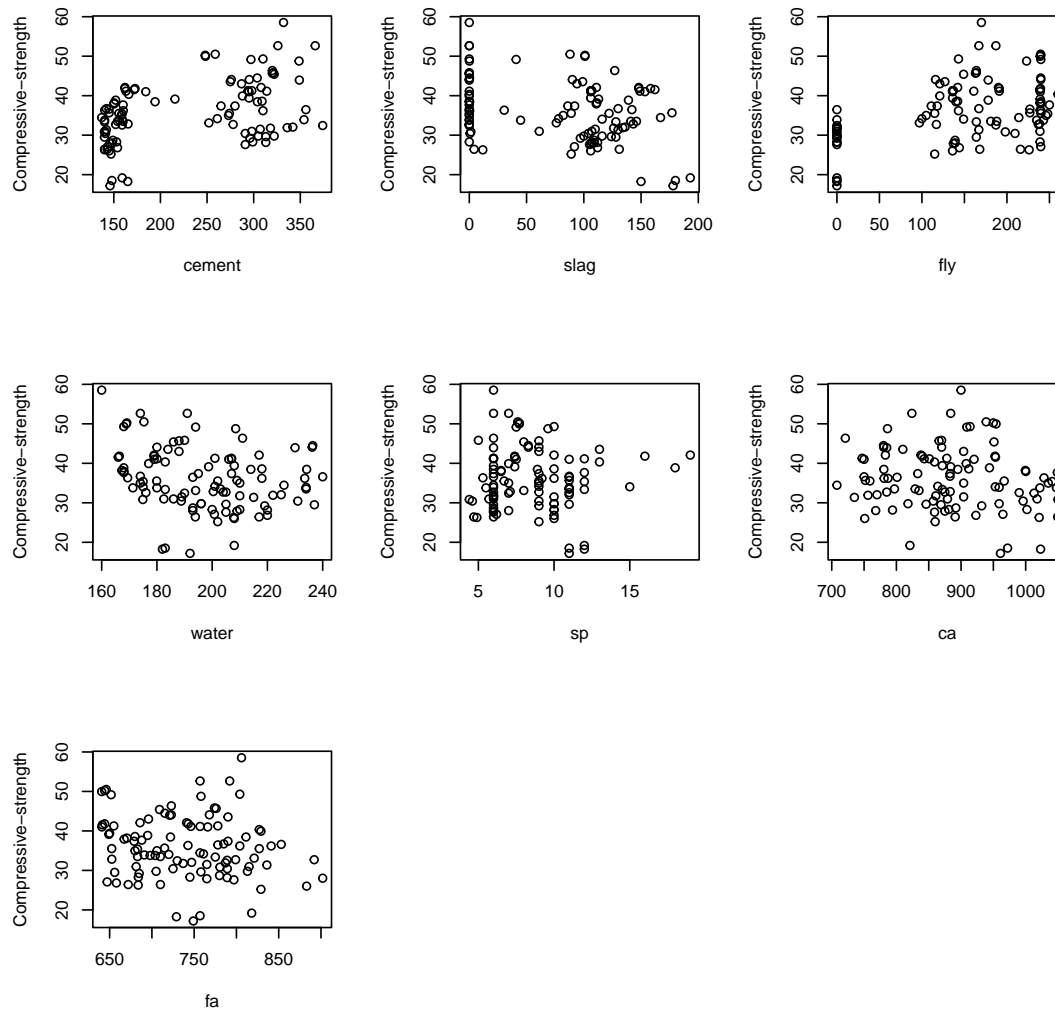 Compressive−strength
20 30 40 50 60
150 200 250 300 350
cement
Compressive−strength
20 30 40 50 60
0 50 100 150 200
slag
Compressive−strength
20 30 40 50 60
0 50 100 200
fly
Compressive−strength
20 30 40 50 60
160 180 200 220 240
water
Compressive−strength
20 30 40 50 60
5 10 15
sp
Compressive−strength
20 30 40 50 60
700 800 900 1000
ca
Compressive−strength
20 30 40 50 60
650 750 850
fa